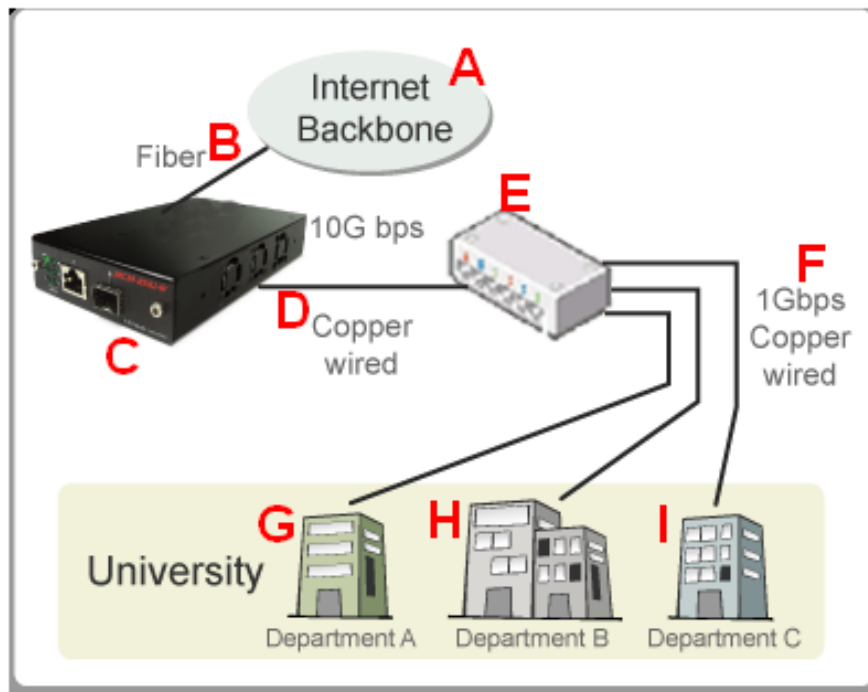 A
Internet
Backbone
Fiber B
10G bps
E
D
Copper
wired
C
F
1Gbps
Copper
wired
G
H
I
University
Department A
Department B
Department C